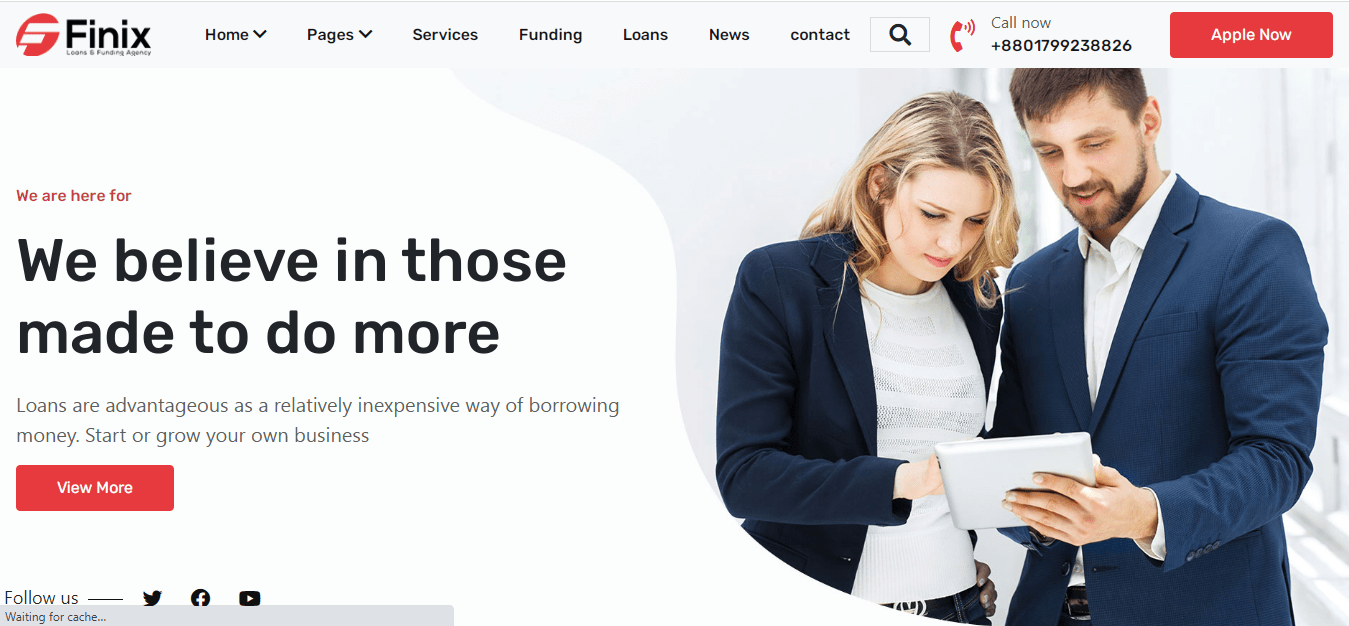 Finix
Loans & Funding Agency
Home
Pages
Services
Funding
Loans
News
contact
Call now
+8801799238826
Apple Now
We are here for
We believe in those
made to do more
Loans are advantageous as a relatively inexpensive way of borrowing
money. Start or grow your own business
View More
Follow us
Waiting for cache...